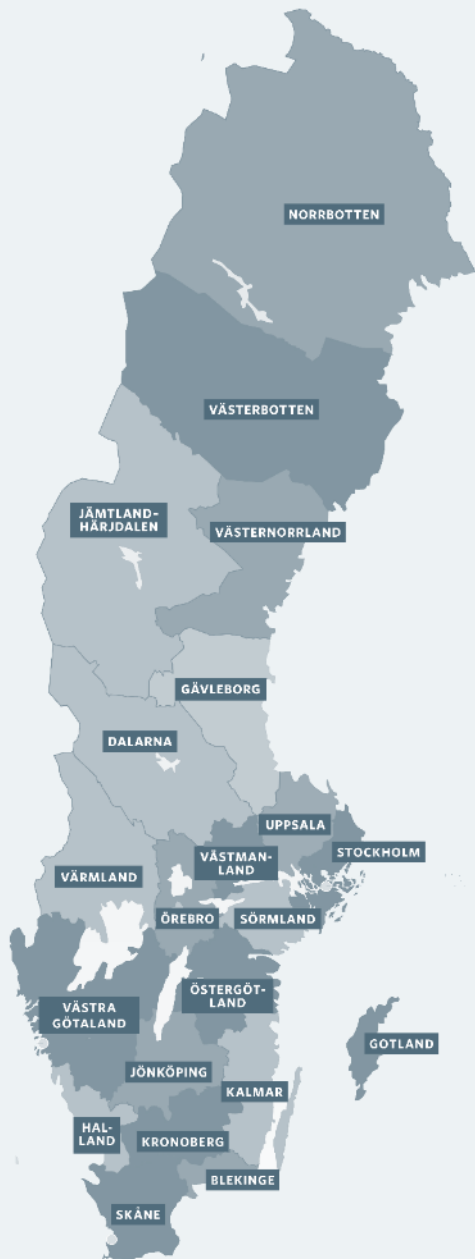 NORRBOTTEN
VÄSTERBOTTEN
JÄMTLAND-
HÄRJDALEN
VÄSTERNORRLAND
GÄVLEBORG
DALARNA
UPPSALA
STOCKHOLM
VÄSTMAN-
LAND
VÄRMLAND
ÖREBRO
SÖRMLAND
ÖSTERGÖT-
LAND
VÄSTRA
GÖTALAND
GOTLAND
JÖNKÖPING
KALMAR
HAL-
LAND
KRONOBERG
BLEKINGE
SKÅNE